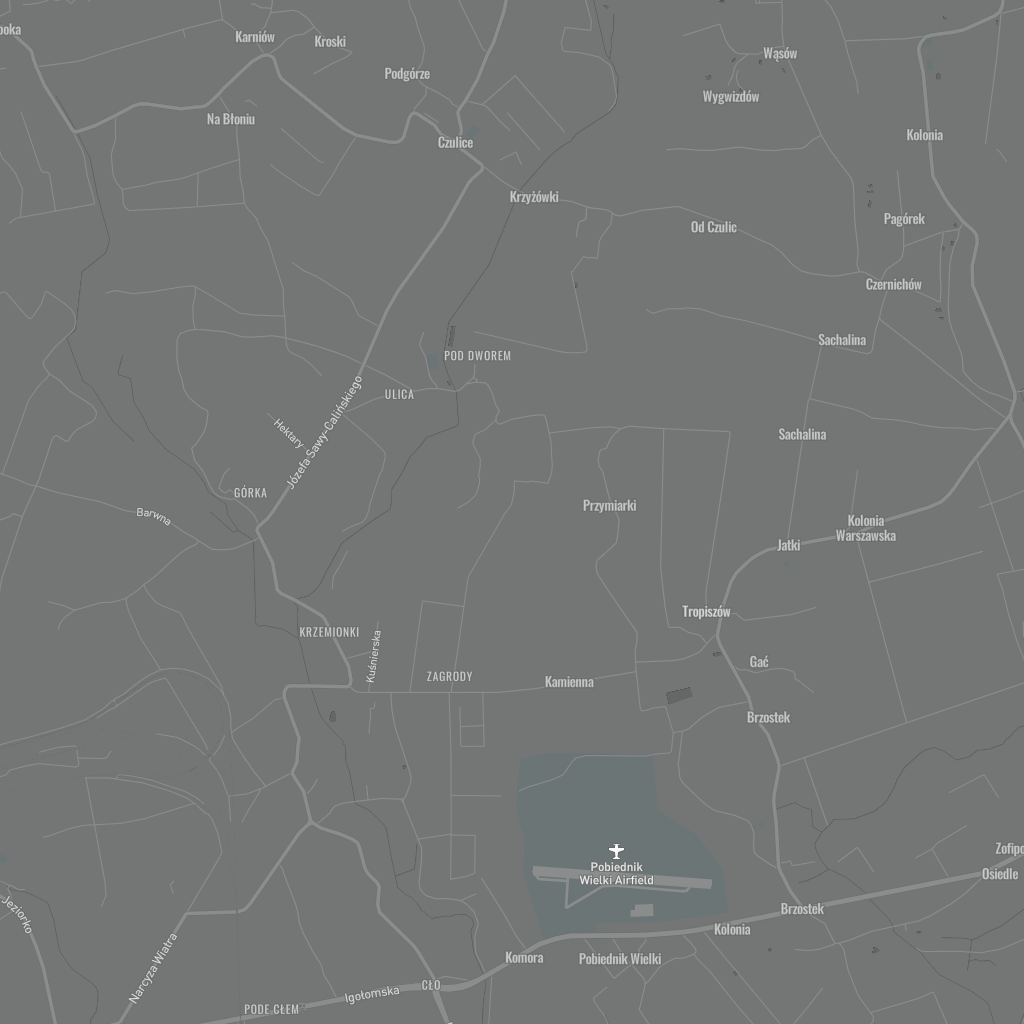 Karniów
Kroski
Podgórze
Wąsów
Wygwizdów
Na Błoniu
Czulice
Kolonia
Krzyżówki
Od Czulic
Pagórek
Czernichów
Sachalina
POD DWOREM
ULICA
Józefa Sawy-Calińskiego
Hektary
Sachalina
GÓRKA
Barwna
Przymiarki
Kolonia
Warszawska
Jatki
Tropiszów
KRZEMIONKI
Kuśnierska
Gać
ZAGRODY
Kamienna
Brzostek
Pobiednik
Wielki Airfield
Zofipo
Osiedle
Jeziorko
Brzostek
Kolonia
Narcyza Wiatra
Komora
Pobiednik Wielki
CŁO
Igołomska
PODE CŁEM